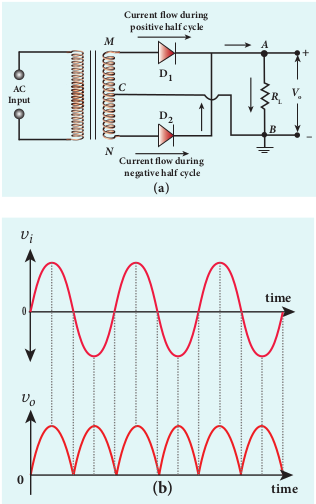 Current flow during
positive half cycle
M
D1
A
+
AC
Input
C
RL
Vo
D2
B
−
N
Current flow during
negative half cycle
(a)
υi
0
time
υo
0
(b)
time